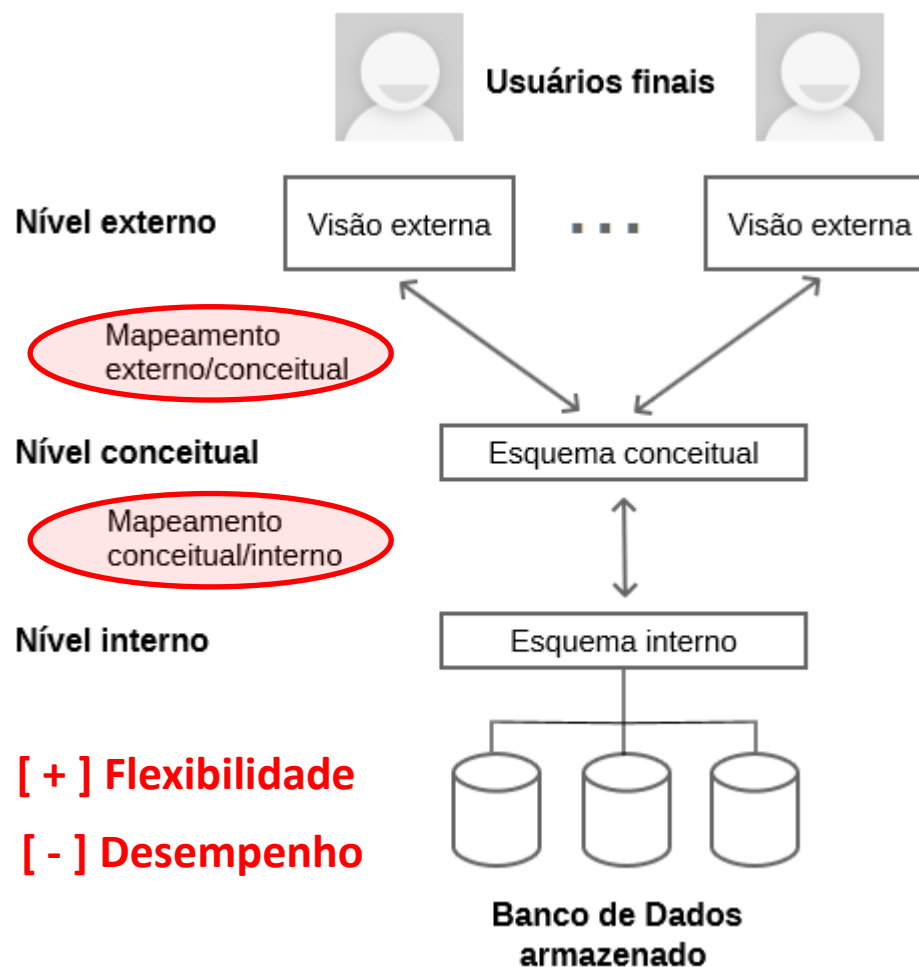 Usuários finais
Nível externo
Visão externa
...
Visão externa
Mapeamento
externo/conceitual
Nível conceitual
Esquema conceitual
Mapeamento
conceitual/interno
Nível interno
Esquema interno
[ + ] Flexibilidade
[ - ] Desempenho
Banco de Dados
armazenado